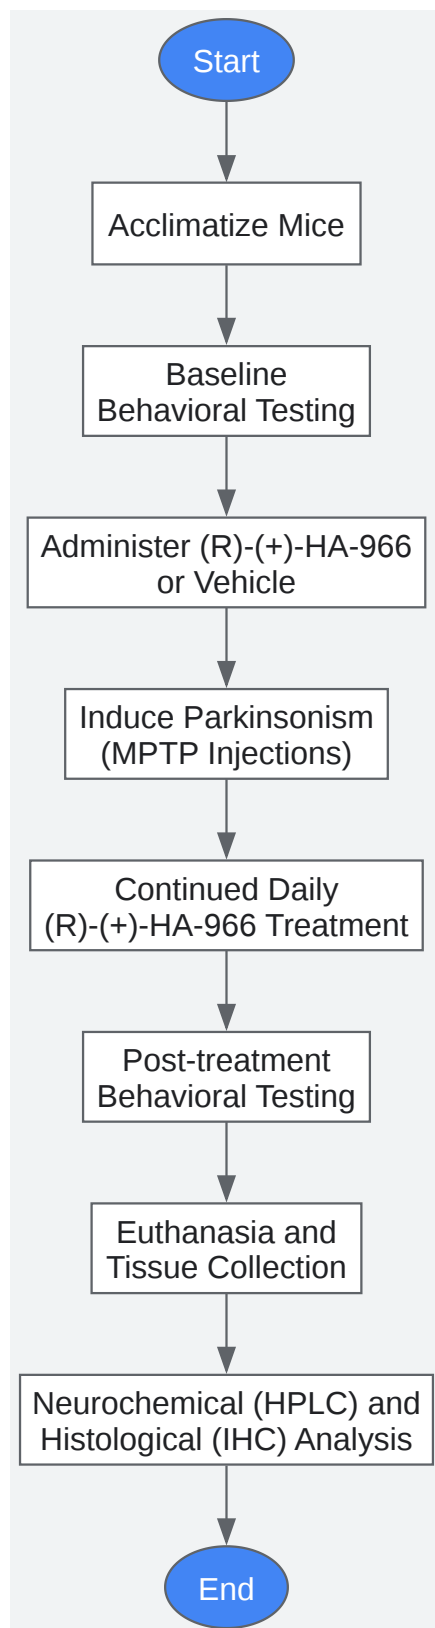 Start
Acclimatize Mice
Baseline
Behavioral Testing
Administer (R)-(+)-HA-966
or Vehicle
Induce Parkinsonism
(MPTP Injections)
Continued Daily
(R)-(+)-HA-966 Treatment
Post-treatment
Behavioral Testing
Euthanasia and
Tissue Collection
Neurochemical (HPLC) and
Histological (IHC) Analysis
End